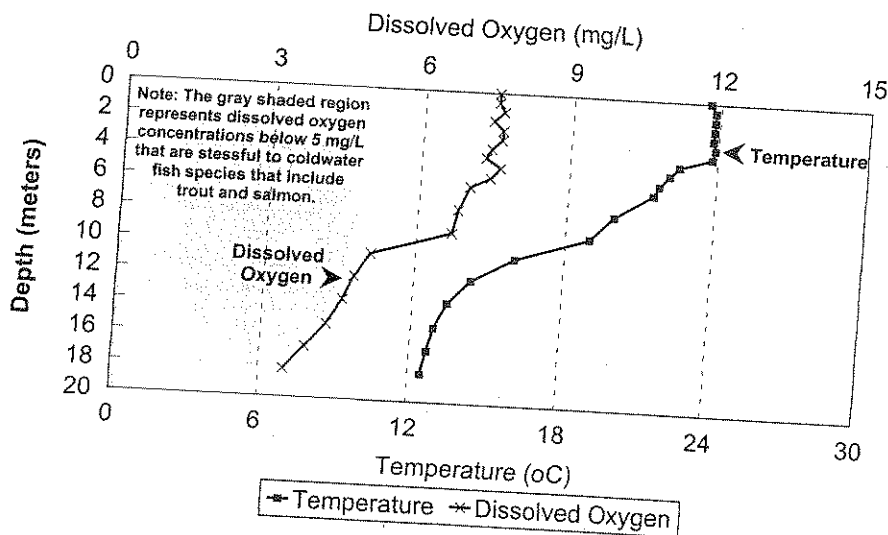 Dissolved Oxygen (mg/L)
0 3 6 9 12 15
0
2
4
6
8
10
12
14
16
18
20
Depth (meters)
Note: The gray shaded region
represents dissolved oxygen
concentrations below 5 mg/L
that are stessful to coldwater
fish species that include
trout and salmon.
Temperature
Dissolved
Oxygen
0 6 12 18 24 30
Temperature (oC)
Temperature Dissolved Oxygen